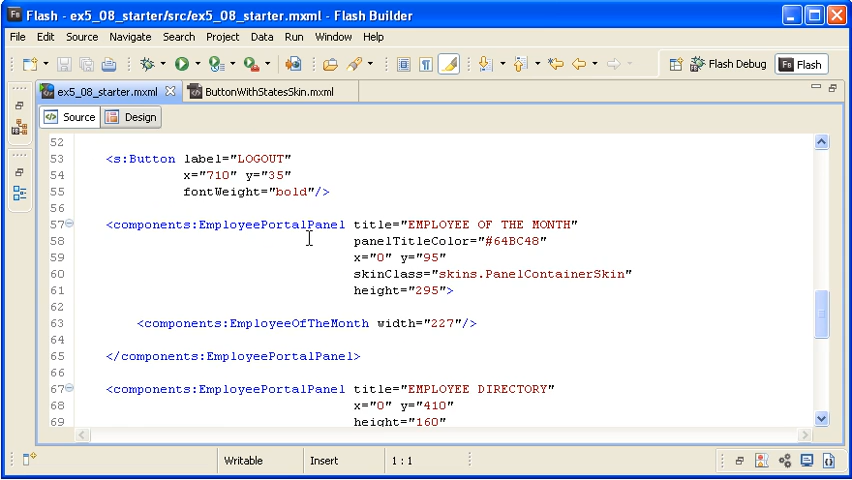 Flash - ex5_08_starter/src/ex5_08_starter.mxml - Flash Builder
File Edit Source Navigate Search Project Data Run Window Help
Flash Debug Flash
ex5_08_starter.mxml ButtonWithStatesSkin.mxml
Source Design
52
53 <s:Button label="LOGOUT"
54 x="710" y="35"
55 fontWeight="bold"/>
56
57 <components:EmployeePortalPanel title="EMPLOYEE OF THE MONTH"
58 panelTitleColor="#64BC48"
59 x="0" y="95"
60 skinClass="skins.PanelContainerSkin"
61 height="295">
62
63 <components:EmployeeOfTheMonth width="227"/>
64
65 </components:EmployeePortalPanel>
66
67 <components:EmployeePortalPanel title="EMPLOYEE DIRECTORY"
68 x="0" y="410"
69 height="160"
Writable Insert 1 : 1